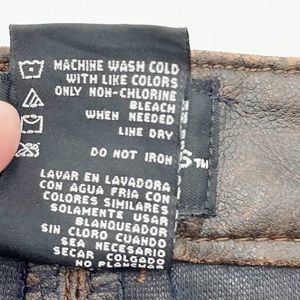 MACHINE WASH COLD
WITH LIKE COLORS
ONLY NON-CHLORINE
BLEACH
WHEN NEEDED
LINE DRY
DO NOT IRON
LAVAR EN LAVADORA
CON AGUA FRIA CON
COLORES SIMILARES
SOLAMENTE USAR
BLANQUEADOR
SIN CLORO CUANDO
SEA NECESARIO
SECAR COLGADO
NO PLANCHAR
S™